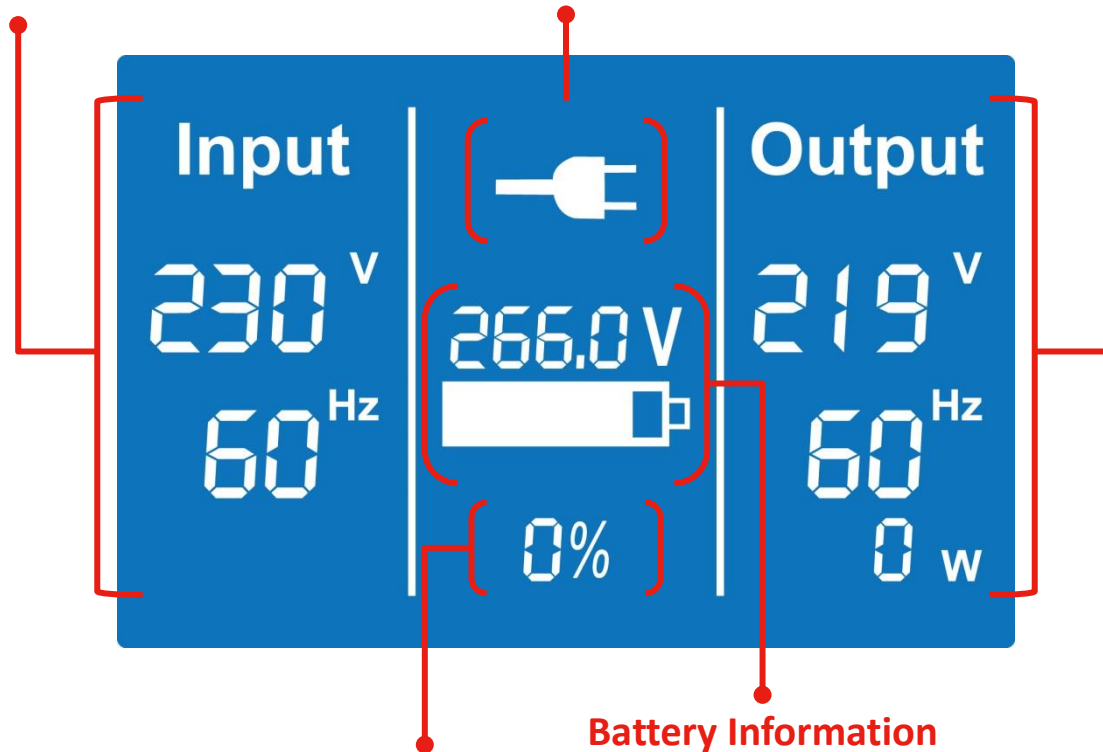 Input
230 V
60 Hz
266.0 V
0%
Output
219 V
60 Hz
0 W
Battery Information